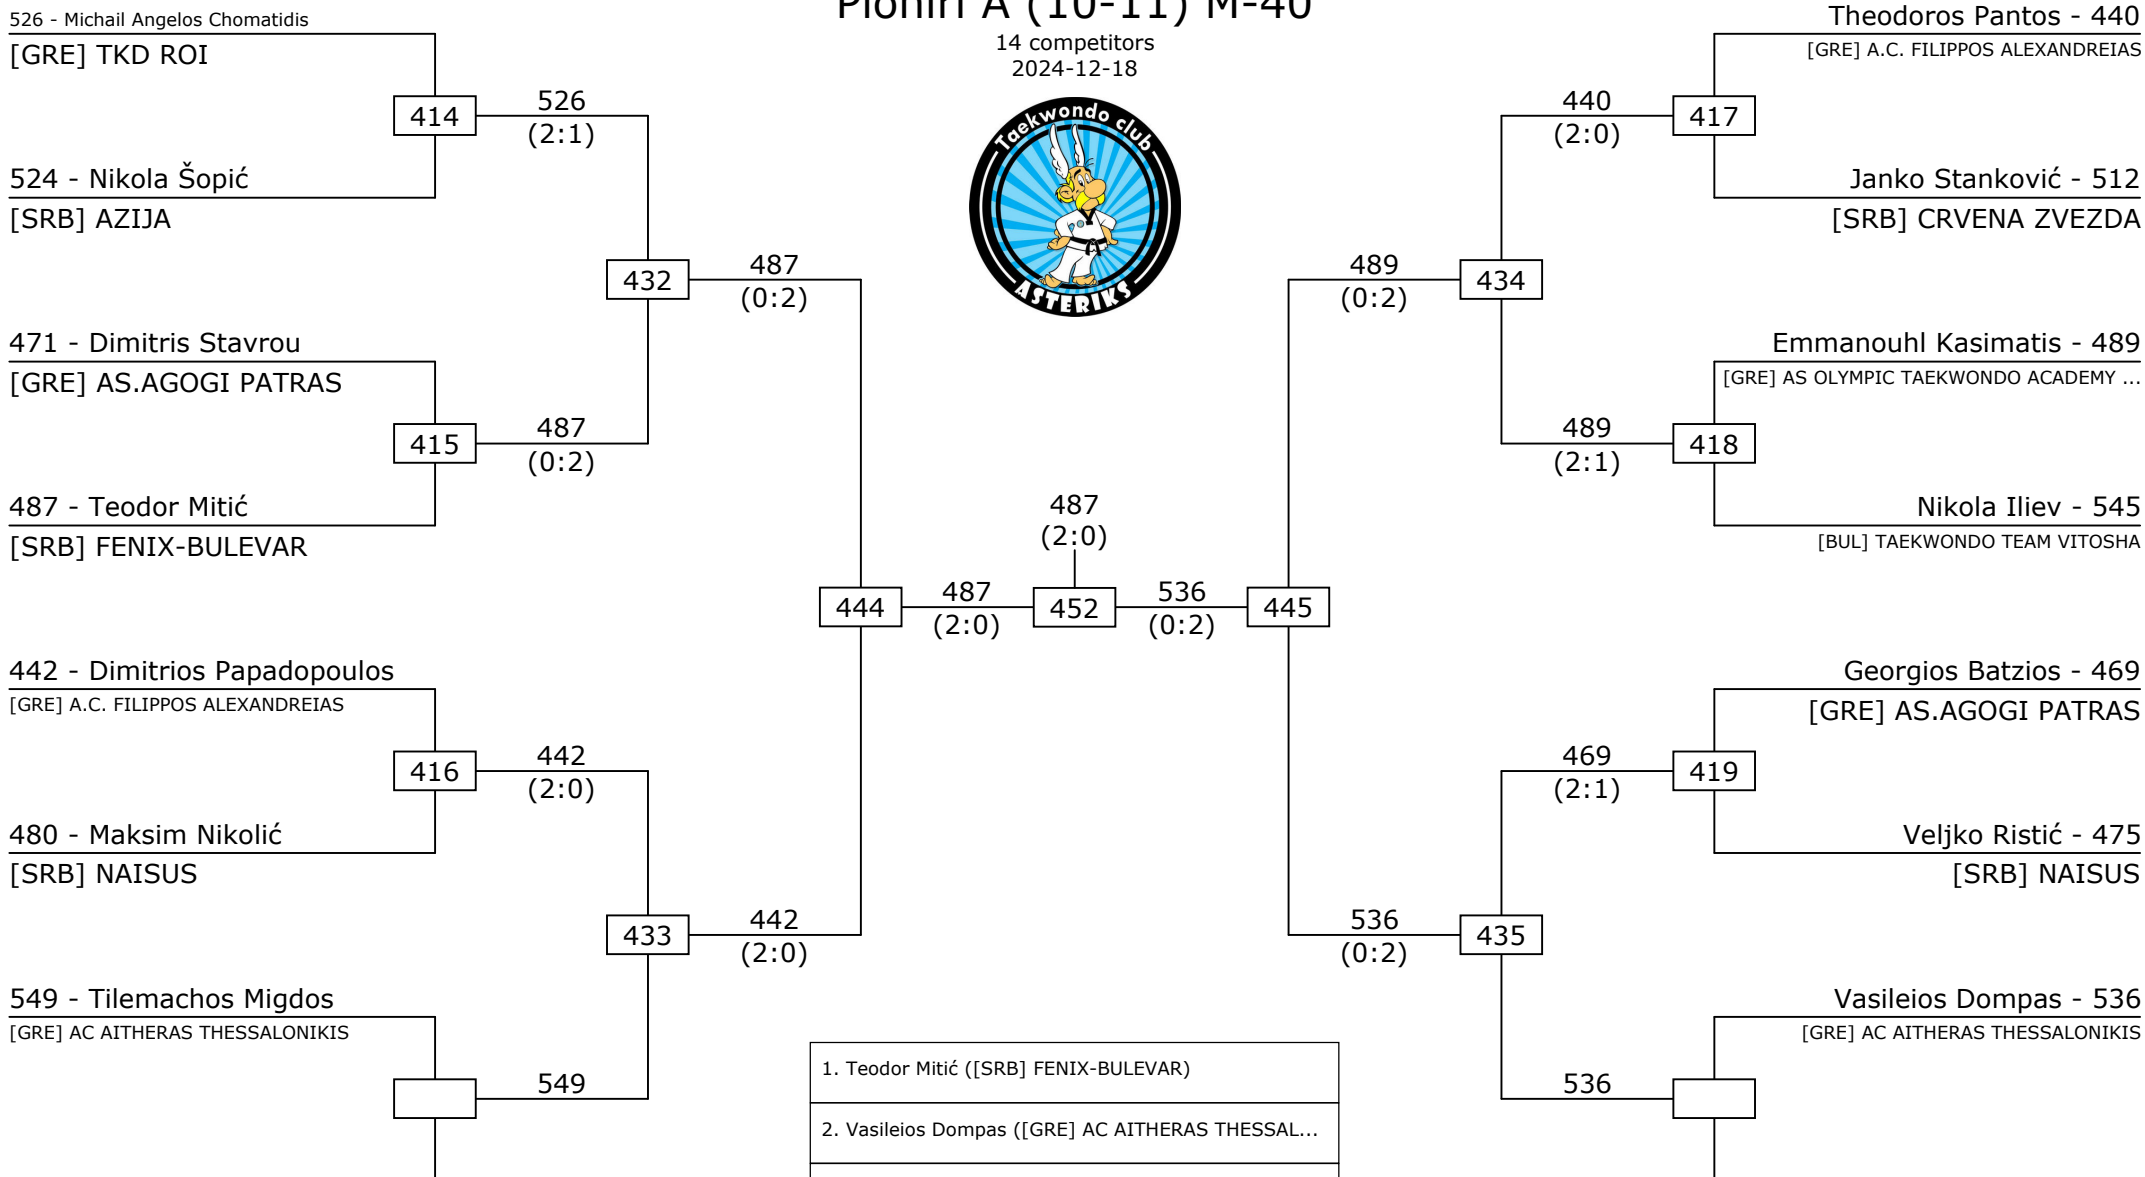 Pioniri A (10-11) M-40
14 competitors
2024-12-18
Taekwondo club
ASTERIKS
526 - Michail Angelos Chomatidis
[GRE] TKD ROI
414
526
(2:1)
524 - Nikola Šopić
[SRB] AZIJA
432
487
(0:2)
471 - Dimitris Stavrou
[GRE] AS.AGOGI PATRAS
415
487
(0:2)
487 - Teodor Mitić
[SRB] FENIX-BULEVAR
444
487
(2:0)
442 - Dimitrios Papadopoulos
[GRE] A.C. FILIPPOS ALEXANDREIAS
416
442
(2:0)
480 - Maksim Nikolić
[SRB] NAISUS
433
442
(2:0)
549 - Tilemachos Migdos
[GRE] AC AITHERAS THESSALONIKIS
549
487
(2:0)
452
Theodoros Pantos - 440
[GRE] A.C. FILIPPOS ALEXANDREIAS
440
(2:0)
417
Janko Stanković - 512
[SRB] CRVENA ZVEZDA
489
(0:2)
434
Emmanouhl Kasimatis - 489
[GRE] AS OLYMPIC TAEKWONDO ACADEMY ...
489
(2:1)
418
Nikola Iliev - 545
[BUL] TAEKWONDO TEAM VITOSHA
536
(0:2)
445
Georgios Batzios - 469
[GRE] AS.AGOGI PATRAS
469
(2:1)
419
Veljko Ristić - 475
[SRB] NAISUS
536
(0:2)
435
Vasileios Dompas - 536
[GRE] AC AITHERAS THESSALONIKIS
536
1. Teodor Mitić ([SRB] FENIX-BULEVAR)
2. Vasileios Dompas ([GRE] AC AITHERAS THESSAL...